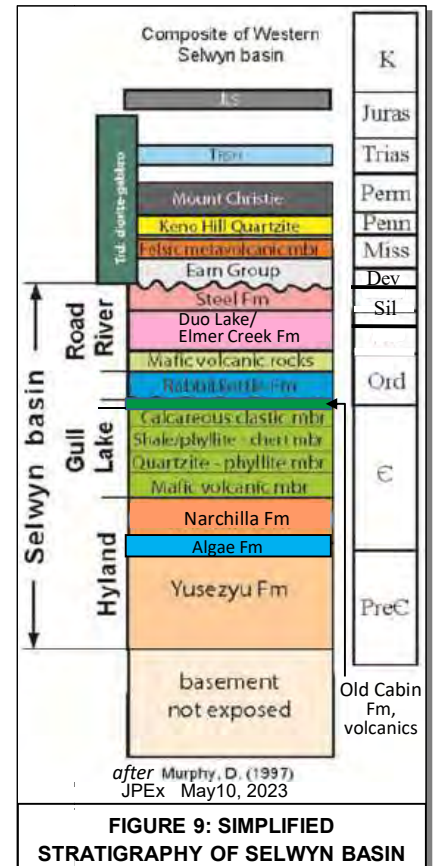 Composite of Western
Selwyn basin
K
Juras
Trias
Perm
Penn
Miss
Dev
Sil
Ord
Є
PreЄ
Trd. diorite-gabbro
Mount Christie
Keno Hill Quartzite
Felsic metavolcanic mbr
Earn Group
Steel Fm
Duo Lake/
Elmer Creek Fm
Mafic volcanic rocks
Rabbitkettle Fm
Calcareous clastic mbr
Shale/phyllite - chert mbr
Quartzite - phyllite mbr
Mafic volcanic mbr
Narchilla Fm
Algae Fm
Yusezyu Fm
basement
not exposed
Selwyn basin
Road
River
Gull
Lake
Hyland
Old Cabin
Fm,
volcanics
after Murphy, D. (1997)
JPEx May10, 2023
FIGURE 9: SIMPLIFIED
STRATIGRAPHY OF SELWYN BASIN